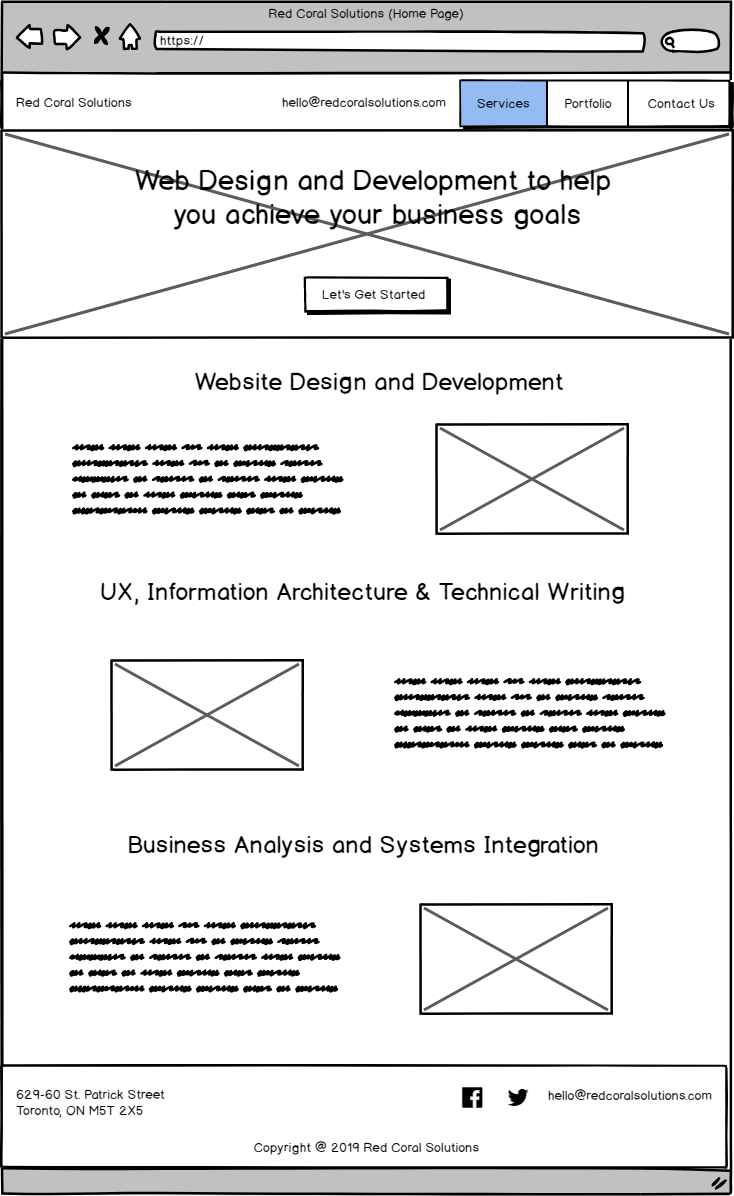 Red Coral Solutions (Home Page)
https://
Red Coral Solutions
hello@redcoralsolutions.com
Services
Portfolio
Contact Us
Web Design and Development to help
you achieve your business goals
Let's Get Started
Website Design and Development
UX, Information Architecture & Technical Writing
Business Analysis and Systems Integration
629-60 St. Patrick Street
Toronto, ON M5T 2X5
hello@redcoralsolutions.com
Copyright @ 2019 Red Coral Solutions